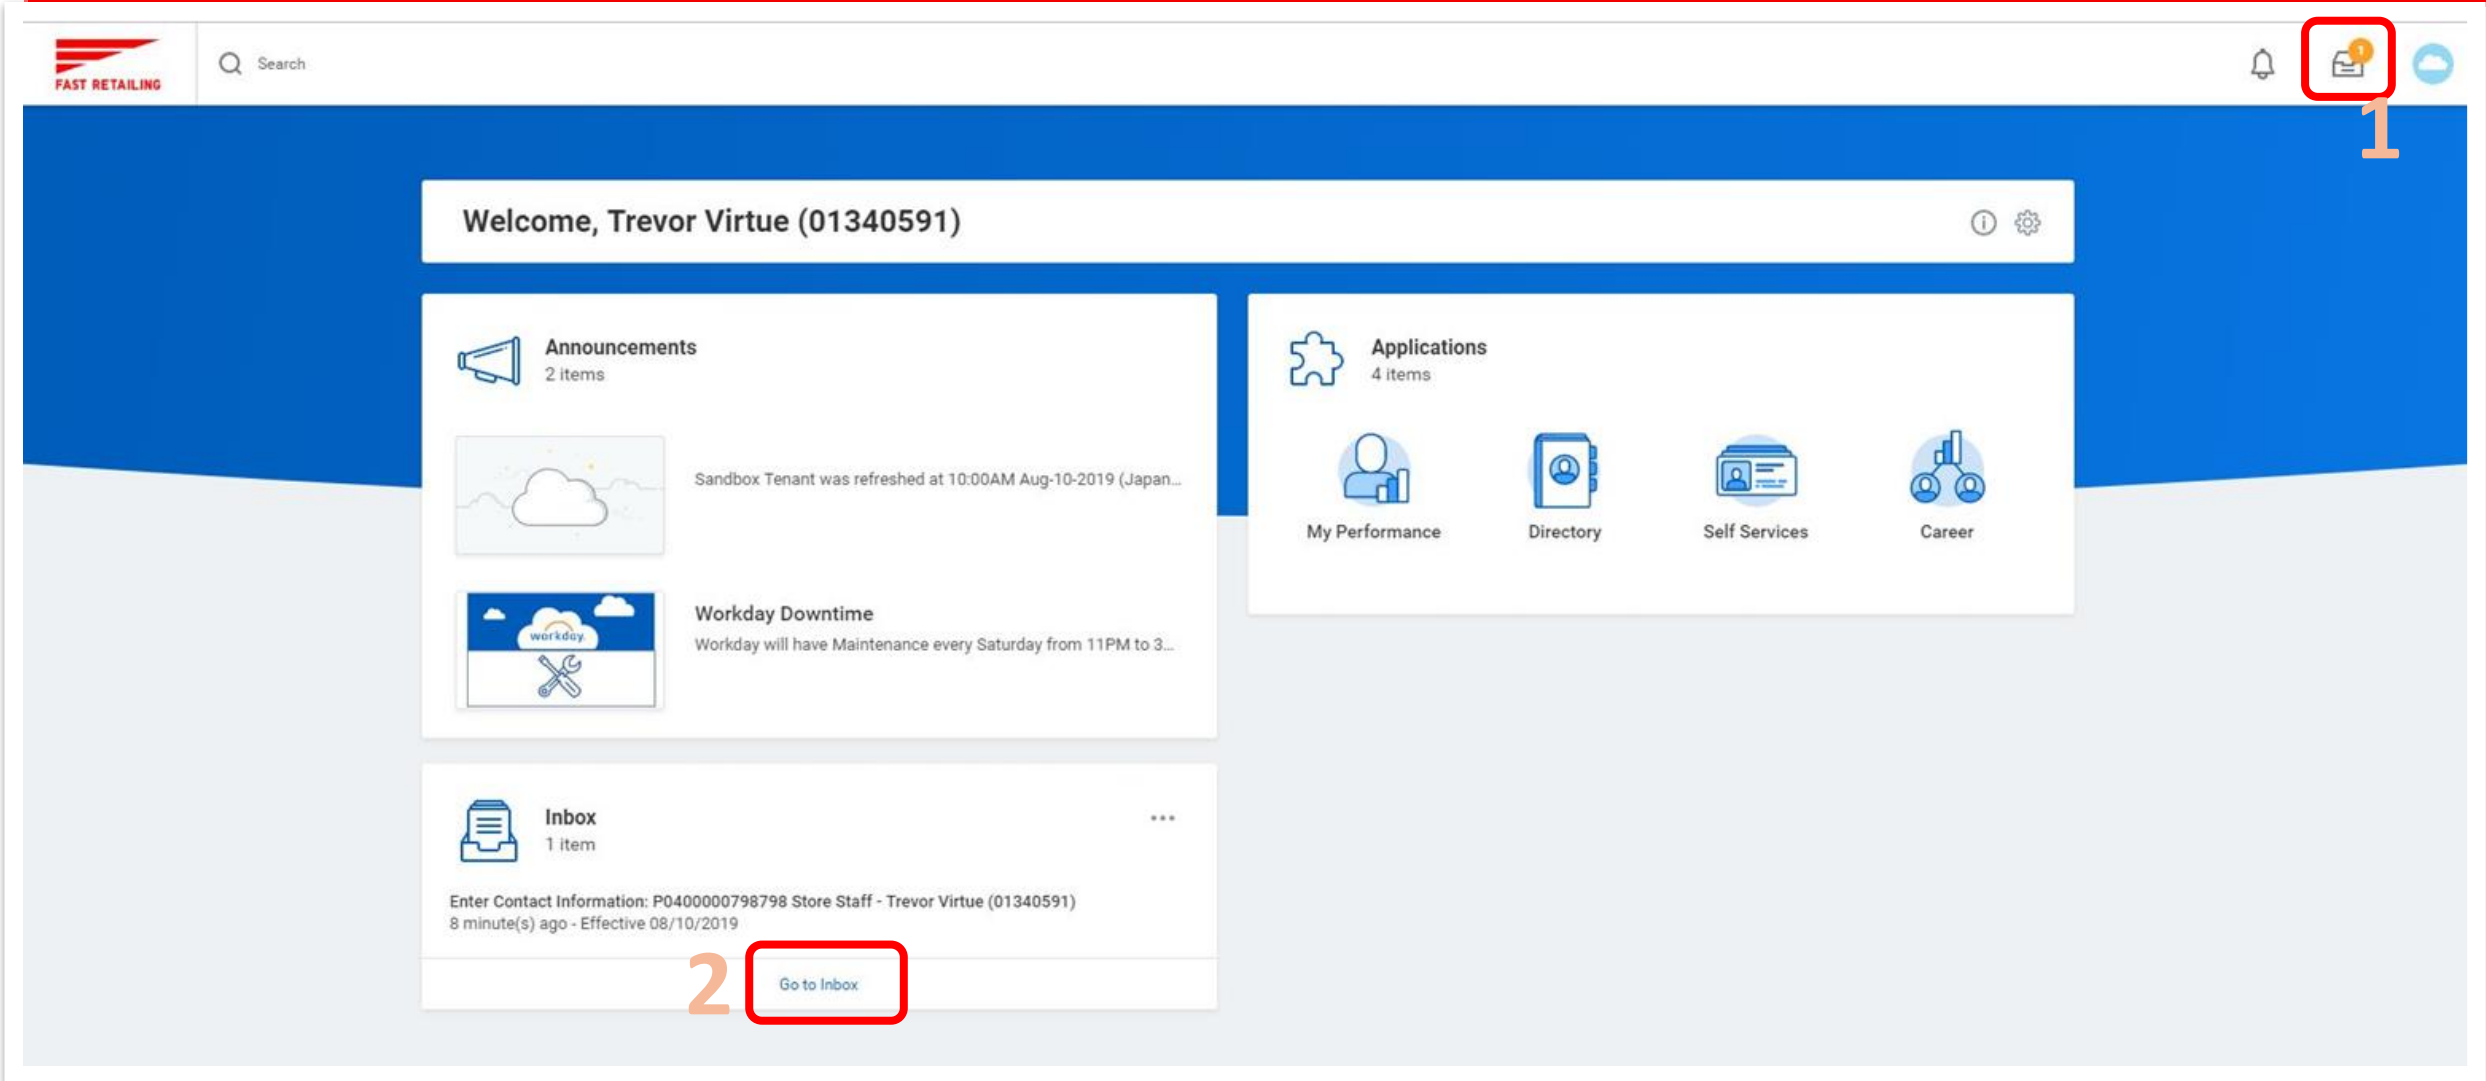 FAST RETAILING
Search
1
1
Welcome, Trevor Virtue (01340591)
Announcements
2 items
Sandbox Tenant was refreshed at 10:00AM Aug-10-2019 (Japan...
workday.
Workday Downtime
Workday will have Maintenance every Saturday from 11PM to 3...
Applications
4 items
My Performance
Directory
Self Services
Career
Inbox
1 item
Enter Contact Information: P0400000798798 Store Staff - Trevor Virtue (01340591)
8 minute(s) ago - Effective 08/10/2019
2
Go to Inbox